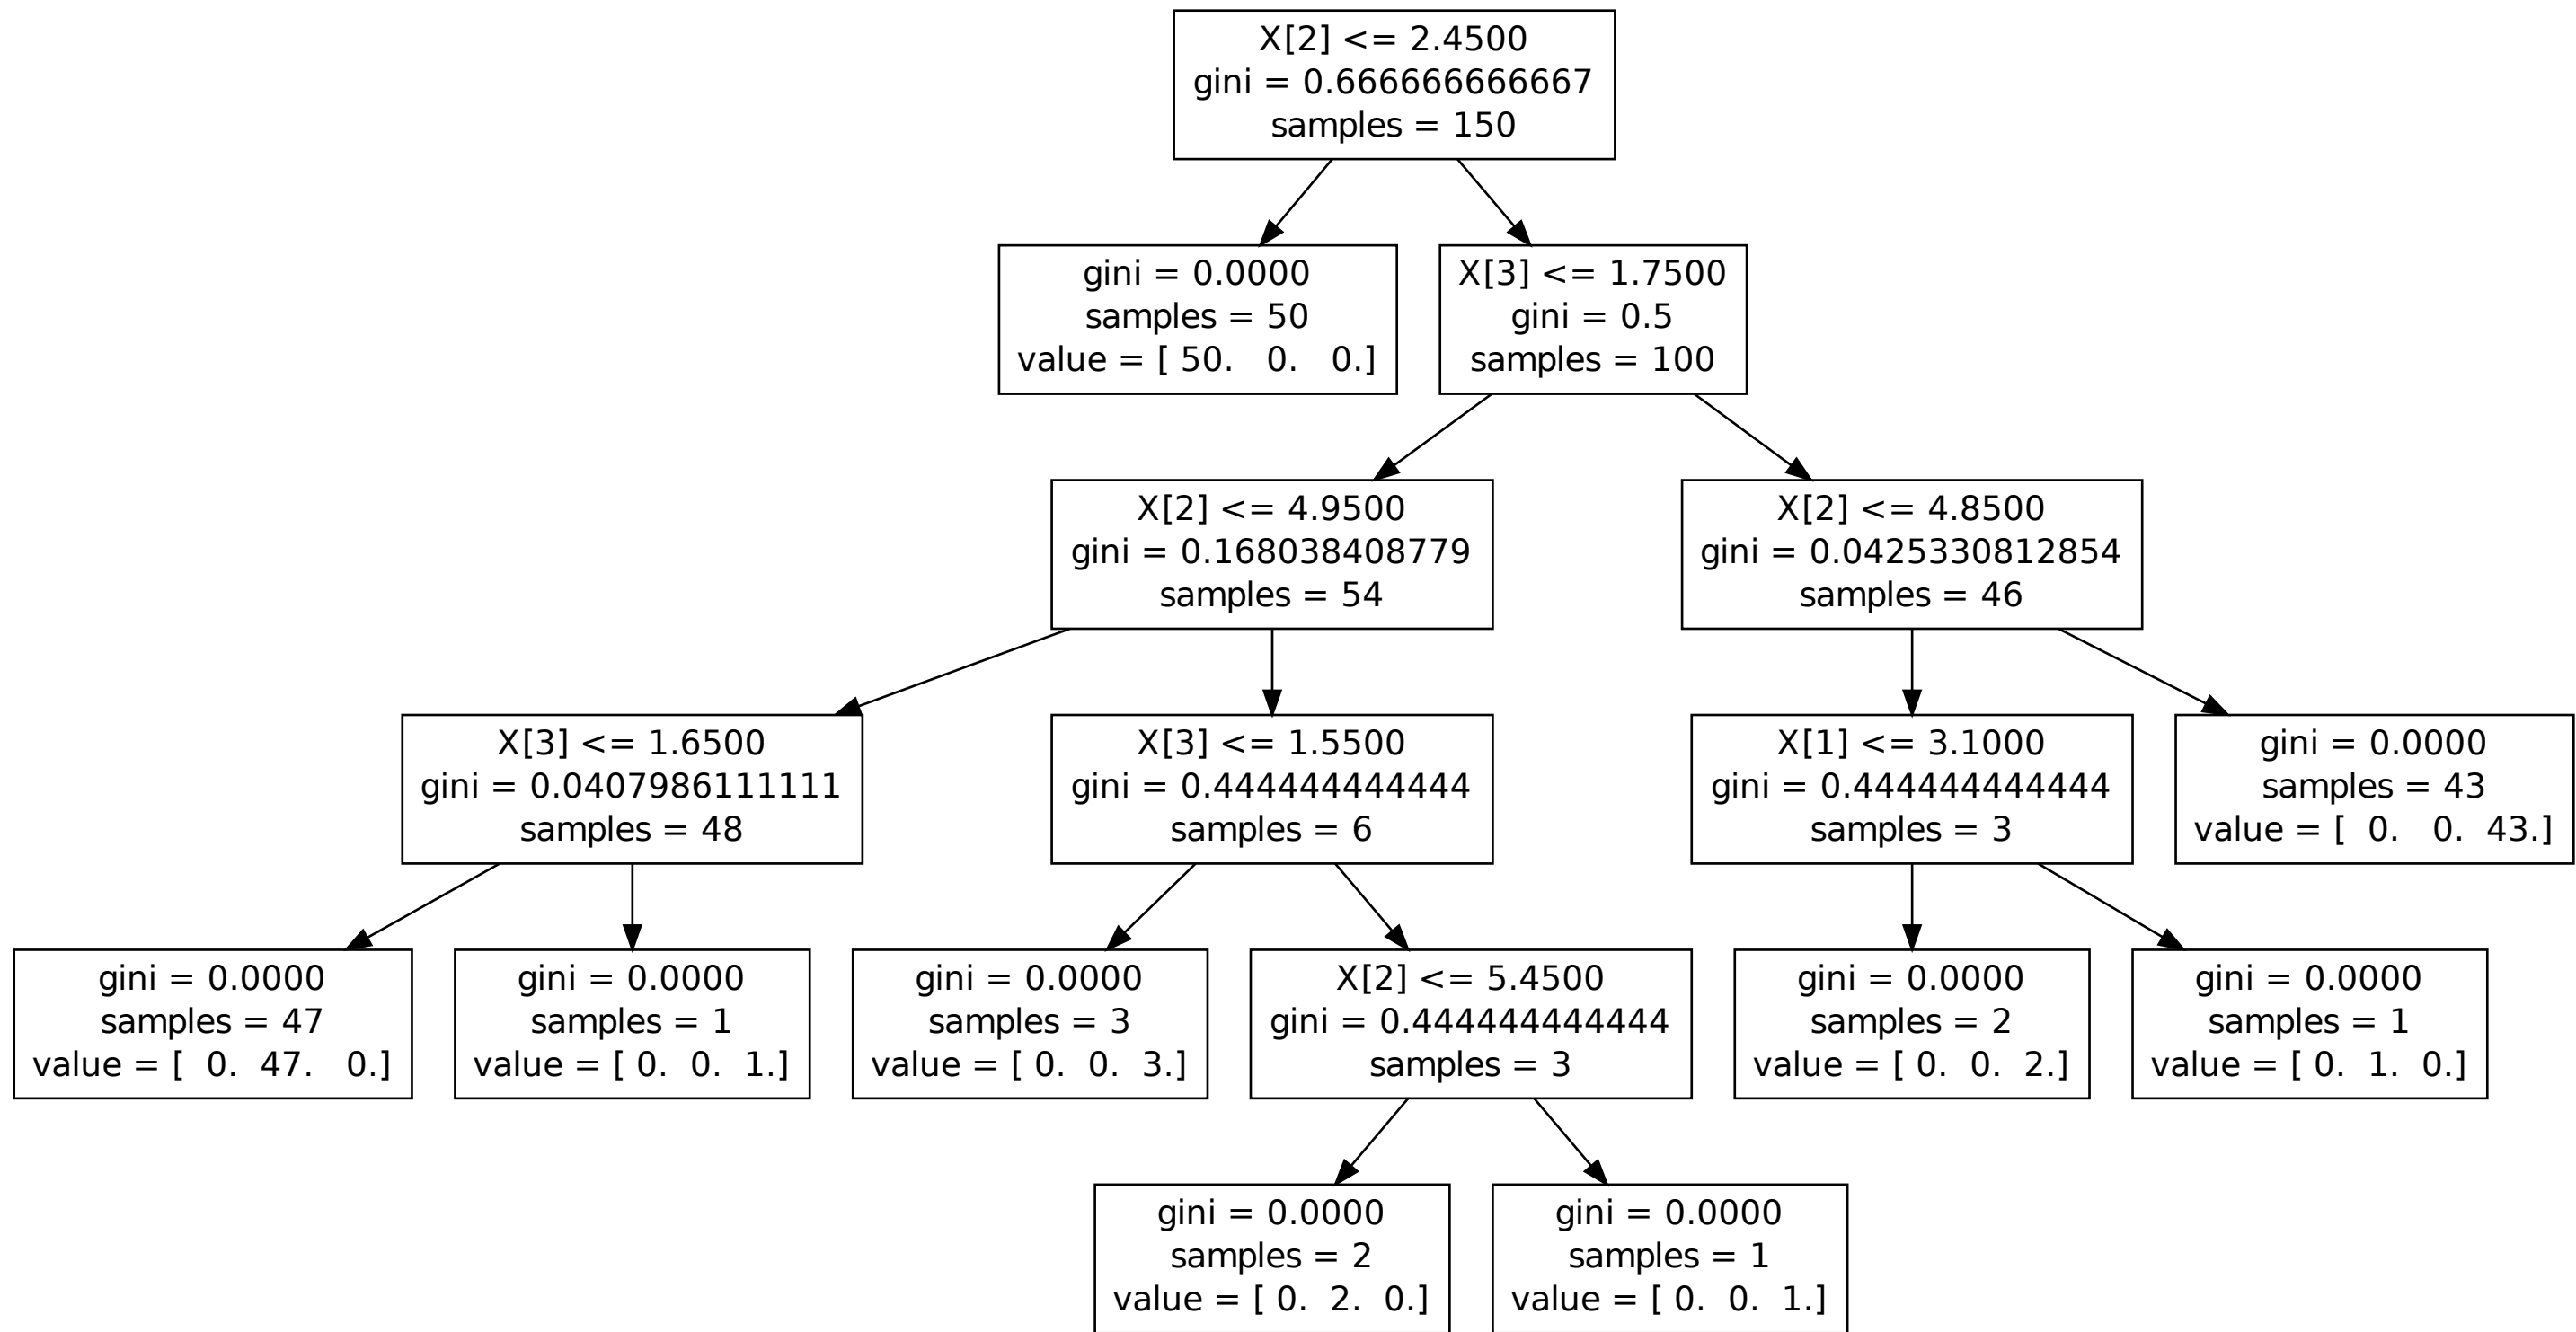 X[2] <= 2.4500
gini = 0.666666666667
samples = 150
gini = 0.0000
samples = 50
value = [ 50.   0.   0.]
X[3] <= 1.7500
gini = 0.5
samples = 100
X[2] <= 4.9500
gini = 0.168038408779
samples = 54
X[2] <= 4.8500
gini = 0.0425330812854
samples = 46
X[3] <= 1.6500
gini = 0.0407986111111
samples = 48
X[3] <= 1.5500
gini = 0.444444444444
samples = 6
X[1] <= 3.1000
gini = 0.444444444444
samples = 3
gini = 0.0000
samples = 43
value = [  0.   0.  43.]
gini = 0.0000
samples = 47
value = [  0.  47.   0.]
gini = 0.0000
samples = 1
value = [ 0.  0.  1.]
gini = 0.0000
samples = 3
value = [ 0.  0.  3.]
X[2] <= 5.4500
gini = 0.444444444444
samples = 3
gini = 0.0000
samples = 2
value = [ 0.  0.  2.]
gini = 0.0000
samples = 1
value = [ 0.  1.  0.]
gini = 0.0000
samples = 2
value = [ 0.  2.  0.]
gini = 0.0000
samples = 1
value = [ 0.  0.  1.]